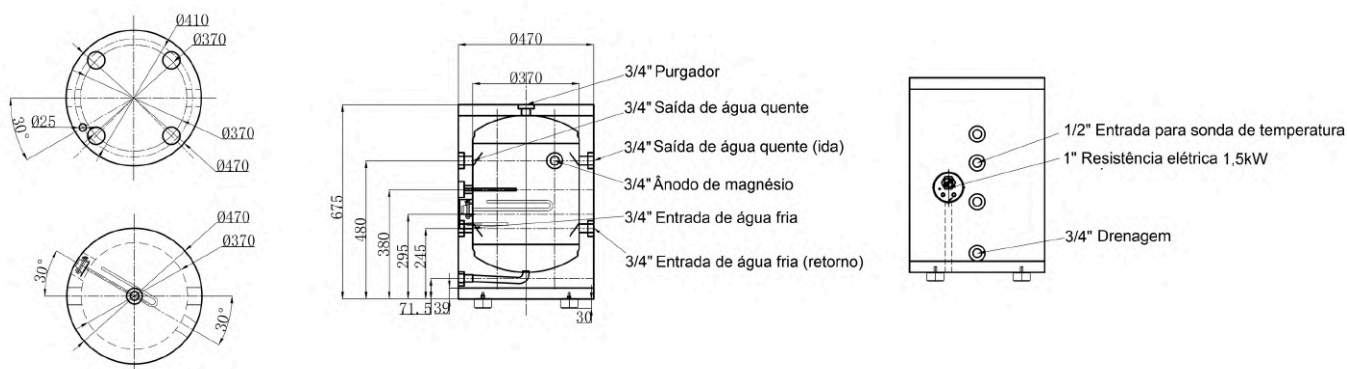 Ø410
Ø370
30°
Ø25
Ø370
Ø470
Ø470
Ø370
30°
30°
Ø470
Ø370
675
480
380
295
245
71.5
39
30
3/4" Purgador
3/4" Saída de água quente
3/4" Saída de água quente (ida)
3/4" Ânodo de magnésio
3/4" Entrada de água fria
3/4" Entrada de água fria (retorno)
1/2" Entrada para sonda de temperatura
1" Resistência elétrica 1,5kW
3/4" Drenagem